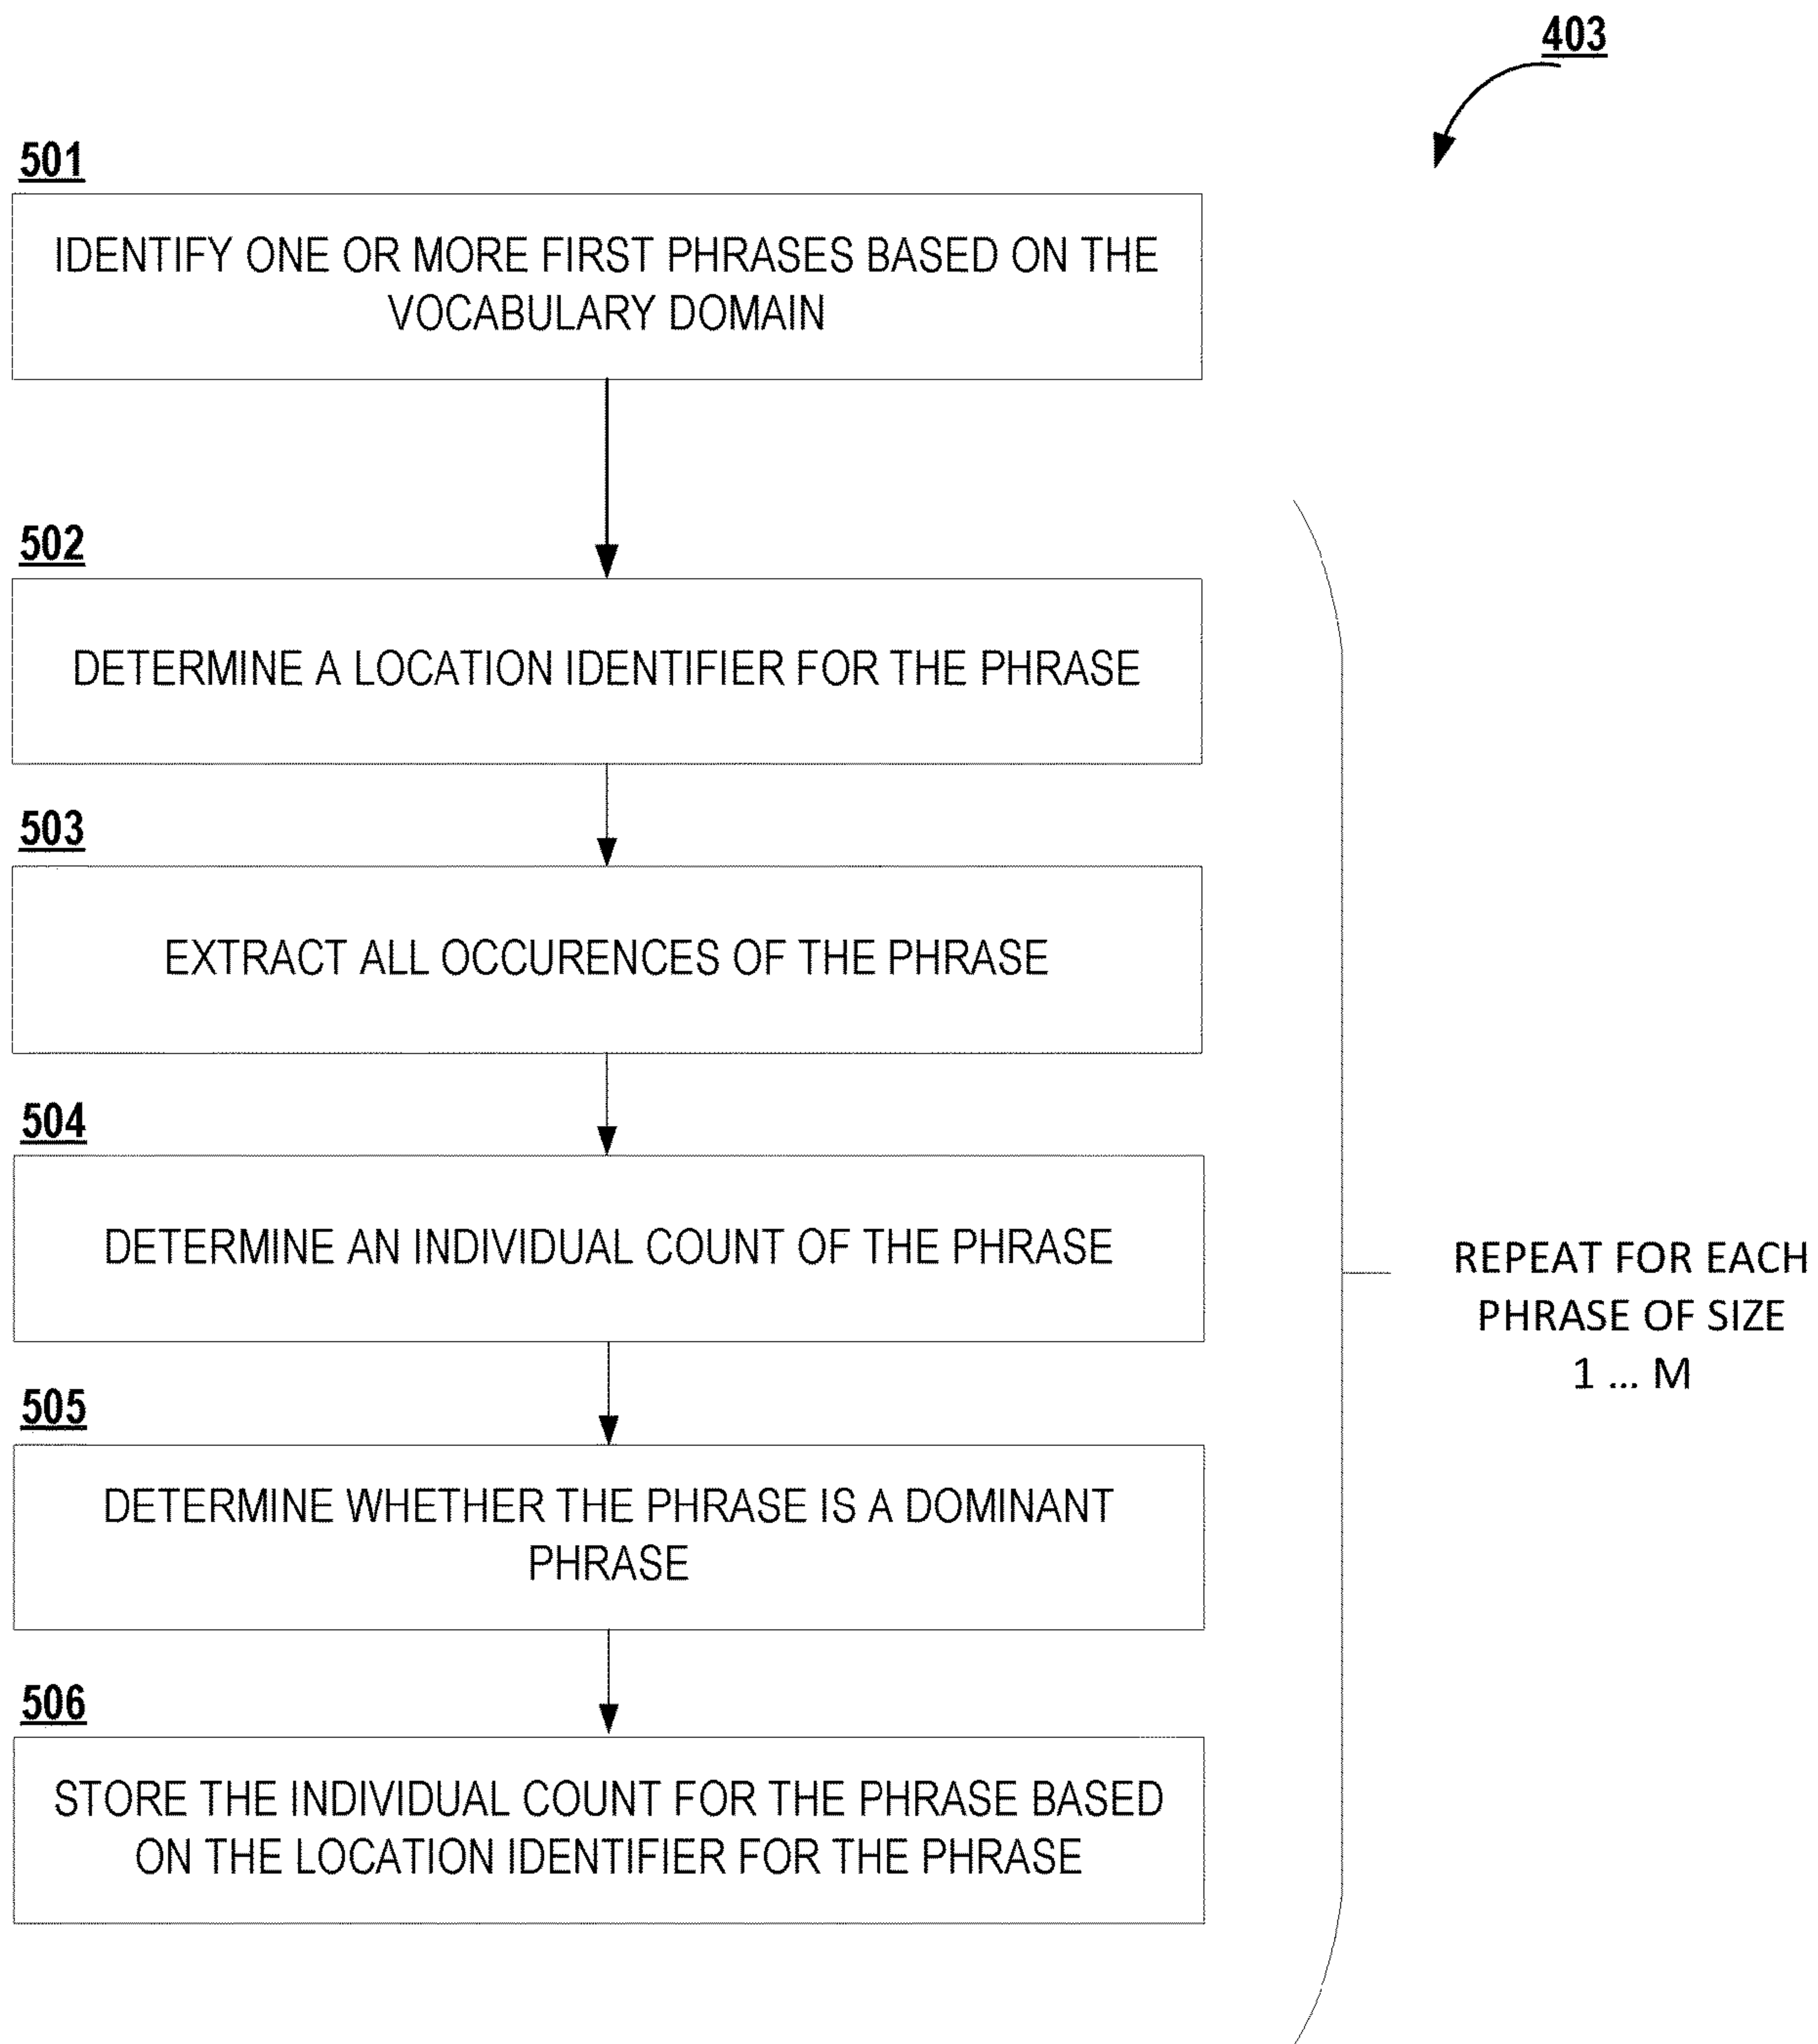 403
501
IDENTIFY ONE OR MORE FIRST PHRASES BASED ON THE
VOCABULARY DOMAIN
502
DETERMINE A LOCATION IDENTIFIER FOR THE PHRASE
503
EXTRACT ALL OCCURENCES OF THE PHRASE
504
DETERMINE AN INDIVIDUAL COUNT OF THE PHRASE
505
DETERMINE WHETHER THE PHRASE IS A DOMINANT
PHRASE
506
STORE THE INDIVIDUAL COUNT FOR THE PHRASE BASED
ON THE LOCATION IDENTIFIER FOR THE PHRASE
REPEAT FOR EACH
PHRASE OF SIZE
1 ... M